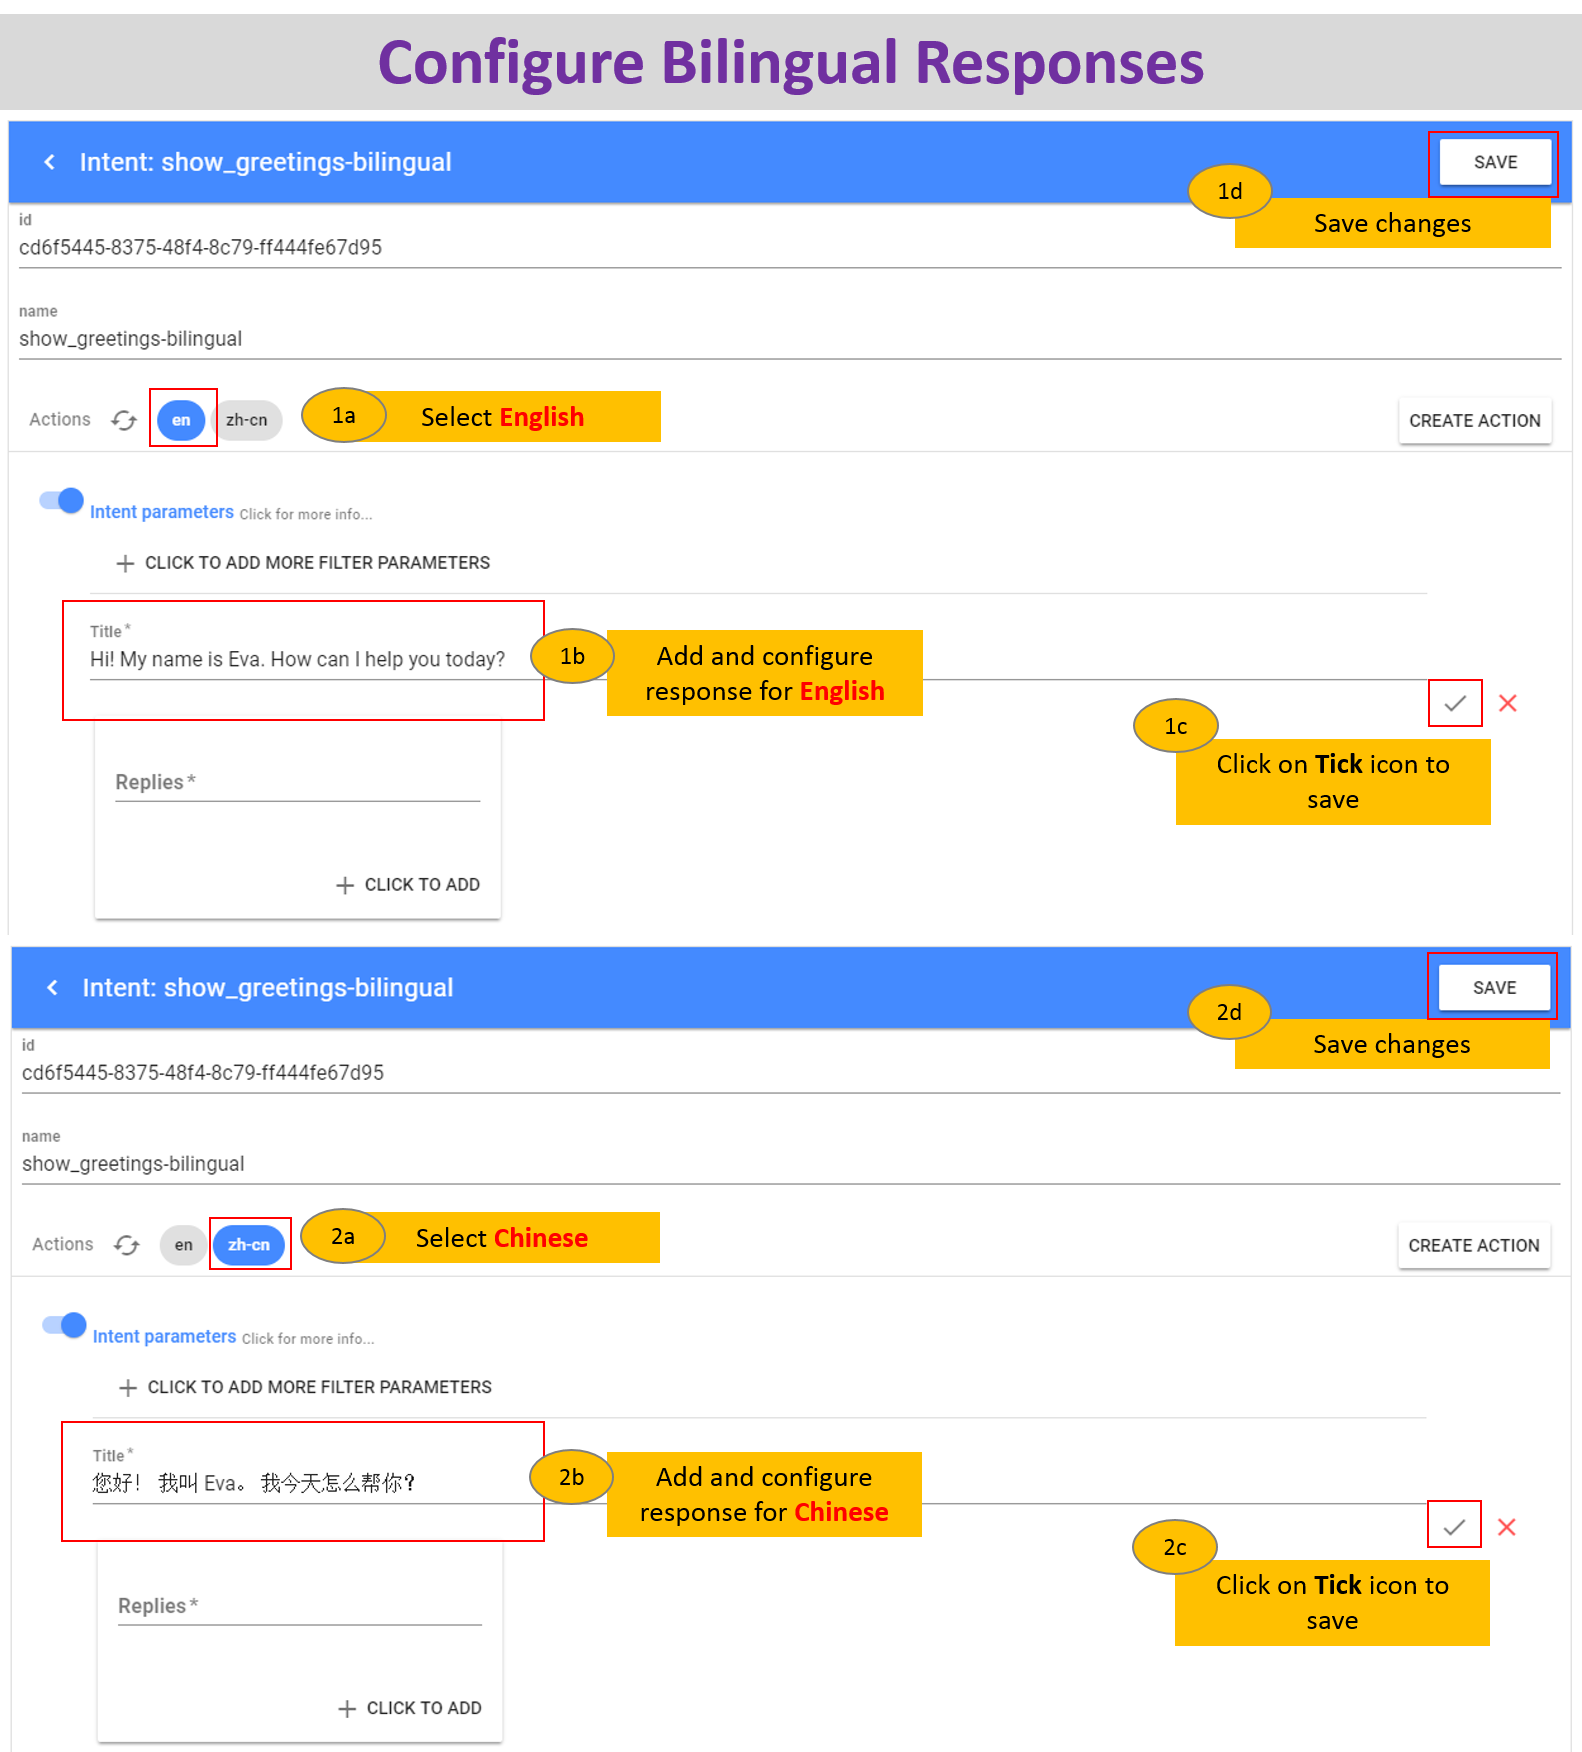 Configure Bilingual Responses
Intent: show_greetings-bilingual
SAVE
1d
Save changes
id
cd6f5445-8375-48f4-8c79-ff444fe67d95
name
show_greetings-bilingual
Actions en zh-cn
1a
Select English
CREATE ACTION
Intent parameters Click for more info...
CLICK TO ADD MORE FILTER PARAMETERS
Title *
Hi! My name is Eva. How can I help you today?
1b
Add and configure
response for English
1c
Click on Tick icon to
save
Replies *
CLICK TO ADD
Intent: show_greetings-bilingual
SAVE
2d
Save changes
id
cd6f5445-8375-48f4-8c79-ff444fe67d95
name
show_greetings-bilingual
Actions en zh-cn
2a
Select Chinese
CREATE ACTION
Intent parameters Click for more info...
CLICK TO ADD MORE FILTER PARAMETERS
Title *
您好！ 我叫 Eva。 我今天怎么帮你?
2b
Add and configure
response for Chinese
2c
Click on Tick icon to
save
Replies *
CLICK TO ADD